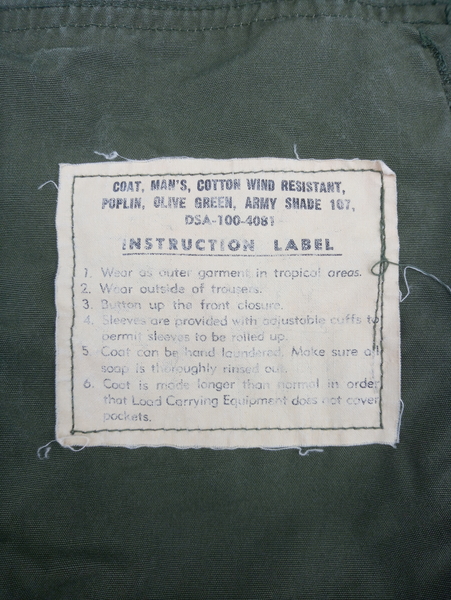 COAT, MAN'S, COTTON WIND RESISTANT,
POPLIN, OLIVE GREEN, ARMY SHADE 107,
DSA-100-4081
INSTRUCTION LABEL
1. Wear as outer garment in tropical areas.
2. Wear outside of trousers.
3. Button up the front closure.
4. Sleeves are provided with adjustable cuffs to
permit sleeves to be rolled up.
5. Coat can be hand laundered. Make sure all
soap is thoroughly rinsed out.
6. Coat is made longer than normal in order
that Load Carrying Equipment does not cover
pockets.